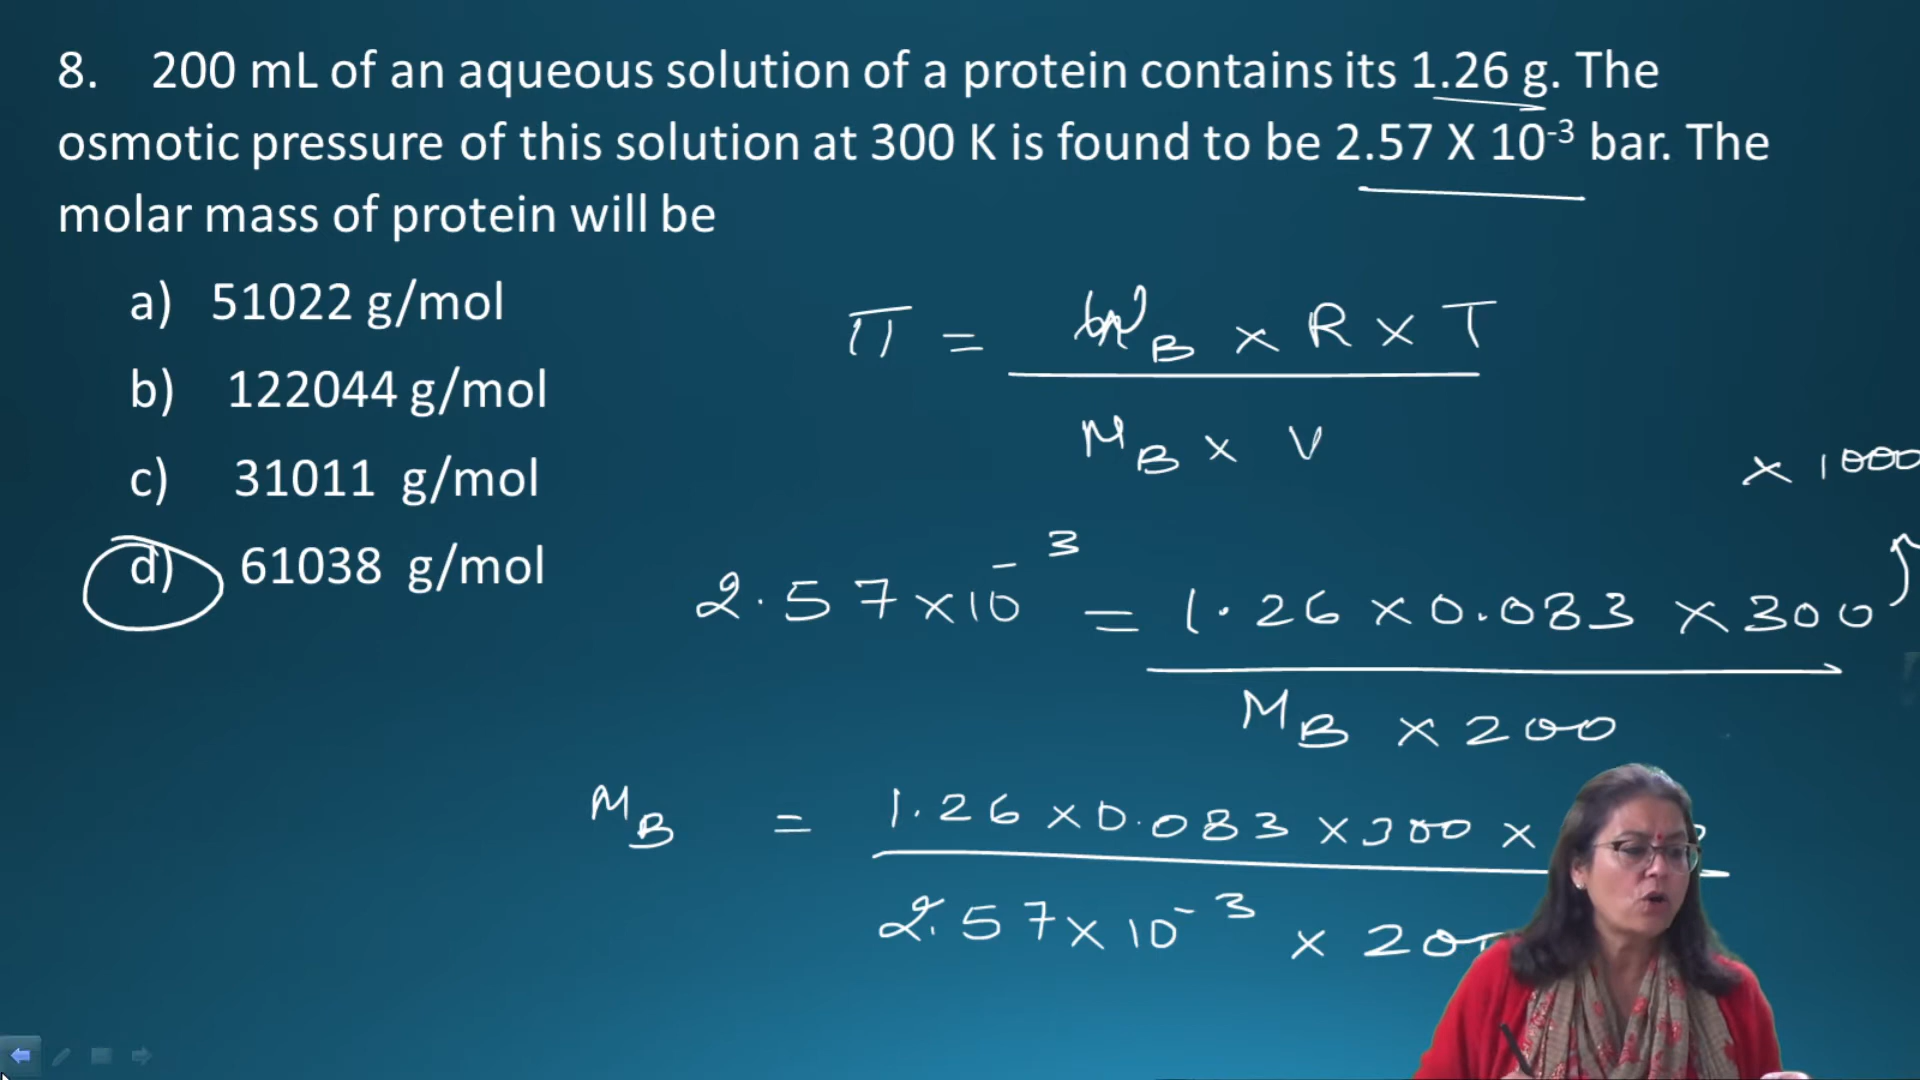 8. 200 mL of an aqueous solution of a protein contains its 1.26 g. The
osmotic pressure of this solution at 300 K is found to be 2.57 X 10⁻³ bar. The
molar mass of protein will be
a) 51022 g/mol
b) 122044 g/mol
c) 31011 g/mol
d) 61038 g/mol
π = W_B × R × T
M_B × V
× 1000
2.57×10⁻³ = 1.26 × 0.083 × 300
M_B × 200
M_B = 1.26 × 0.083 × 300 ×
2.57×10⁻³ × 200